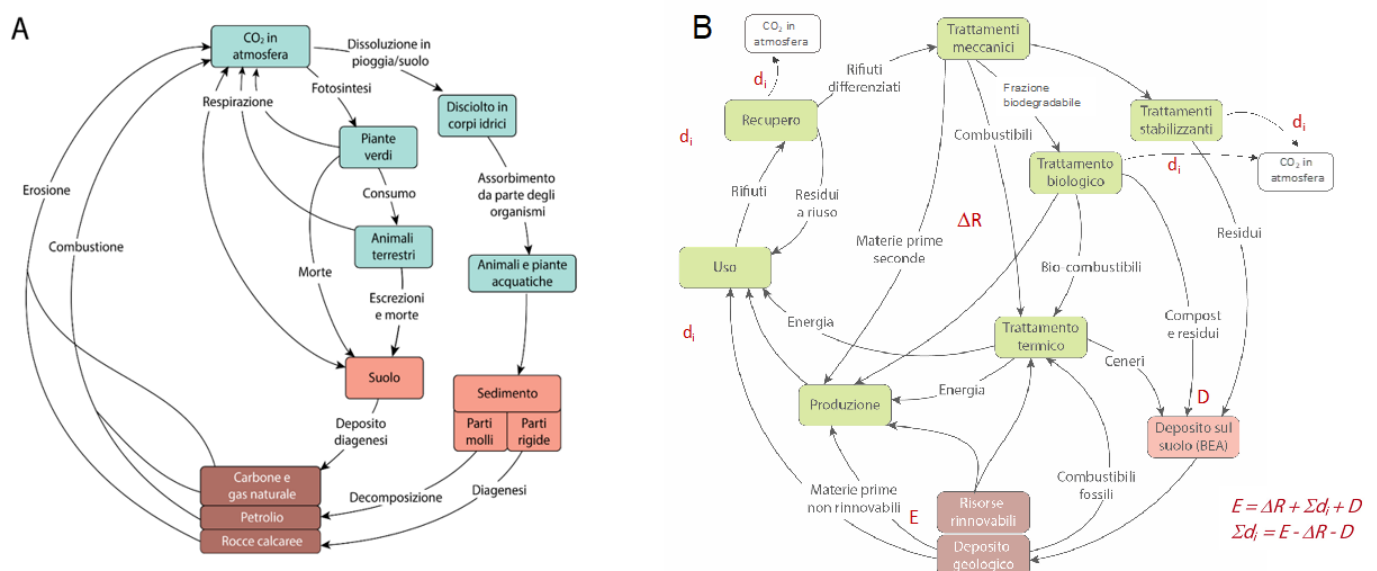 A
CO₂ in
atmosfera
Dissoluzione in
pioggia/suolo
Respirazione
Fotosintesi
Disciolto in
corpi idrici
Piante
verdi
Erosione
Consumo
Assorbimento
da parte degli
organismi
Combustione
Animali
terrestri
Morte
Animali e piante
acquatiche
Escrezioni
e morte
Suolo
Sedimento
Parti
molli
Parti
rigide
Deposito
diagenesi
Carbone e
gas naturale
Decomposizione
Diagenesi
Petrolio
Rocce calcaree
B
CO₂ in
atmosfera
Trattamenti
meccanici
di
Rifiuti
differenziati
Frazione
biodegradabile
Recupero
Trattamenti
stabilizzanti
di
di
Combustibili
Trattamento
biologico
di
CO₂ in
atmosfera
Rifiuti
Residui
a riuso
ΔR
Materie prime
seconde
Residui
Uso
Bio-combustibili
di
Energia
Trattamento
termico
Compost
e residui
Ceneri
Energia
Produzione
D
Deposito sul
suolo (BEA)
Combustibili
fossili
Materie prime
non rinnovabili
E
Risorse
rinnovabili
Deposito
geologico
E = ΔR + Σdi + D
Σdi = E - ΔR - D